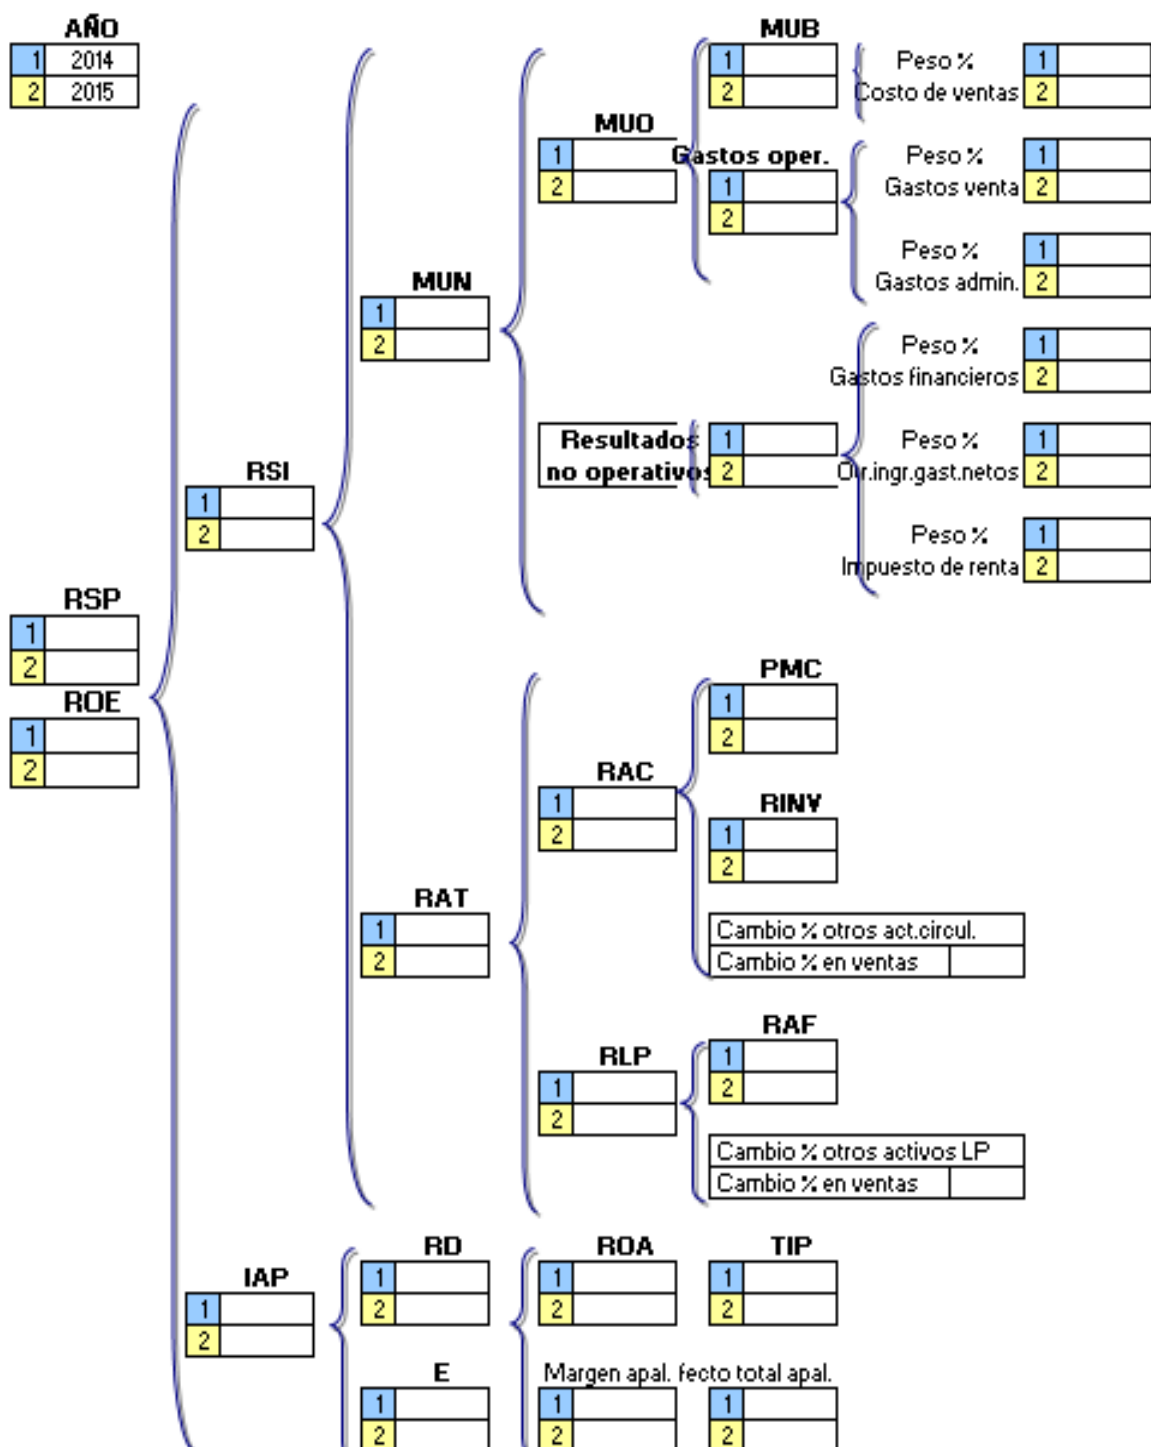 AÑO
1 2014
2 2015
RSP
1
2
ROE
1
2
RSI
1
2
IAP
1
2
MUN
1
2
RAT
1
2
RD
1
2
E
1
2
MUO
1
2
Resultados
no operativos
1
2
RAC
1
2
RLP
1
2
ROA
1
2
Margen apal.
1
2
MUB
1
2
Gastos oper.
1
2
PMC
1
2
RINV
1
2
Cambio % otros act.circul.
Cambio % en ventas
RAF
1
2
Cambio % otros activos LP
Cambio % en ventas
TIP
1
2
fecto total apal.
1
2
Peso % 1
Costo de ventas 2
Peso % 1
Gastos venta 2
Peso % 1
Gastos admin. 2
Peso % 1
Gastos financieros 2
Peso % 1
Otr.ingr.gast.netos 2
Peso % 1
Impuesto de renta 2